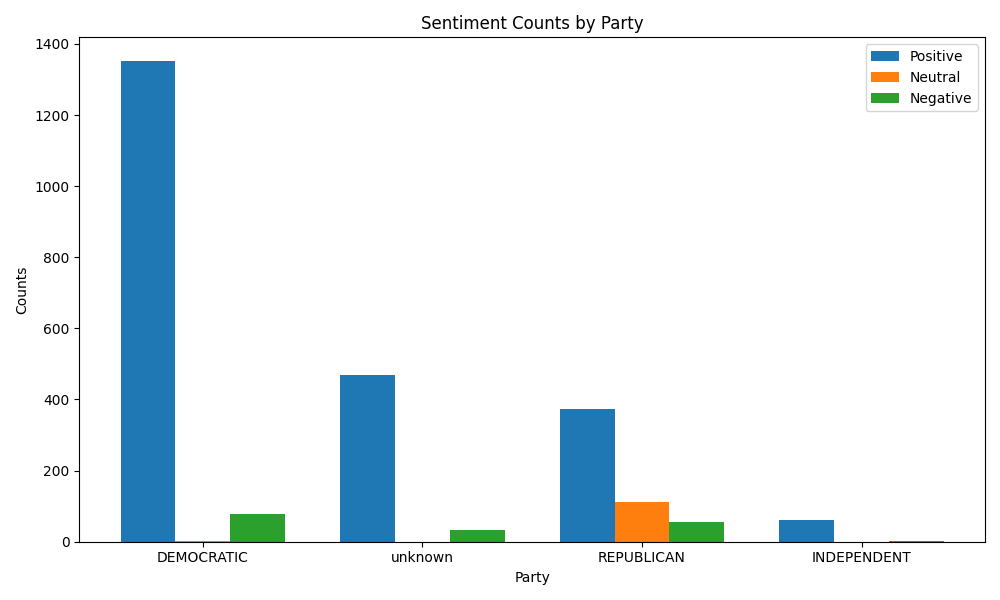 Sentiment Counts by Party
Positive
Neutral
Negative
Counts
1400
1200
1000
800
600
400
200
0
DEMOCRATIC
unknown
REPUBLICAN
INDEPENDENT
Party